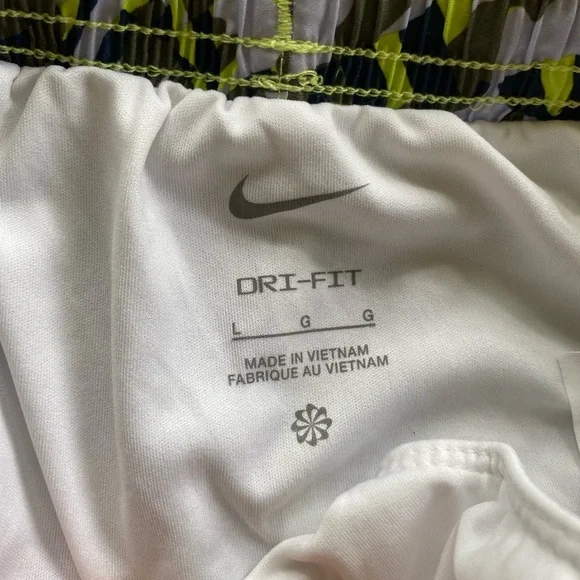 DRI-FIT
L G G
MADE IN VIETNAM
FABRIQUE AU VIETNAM